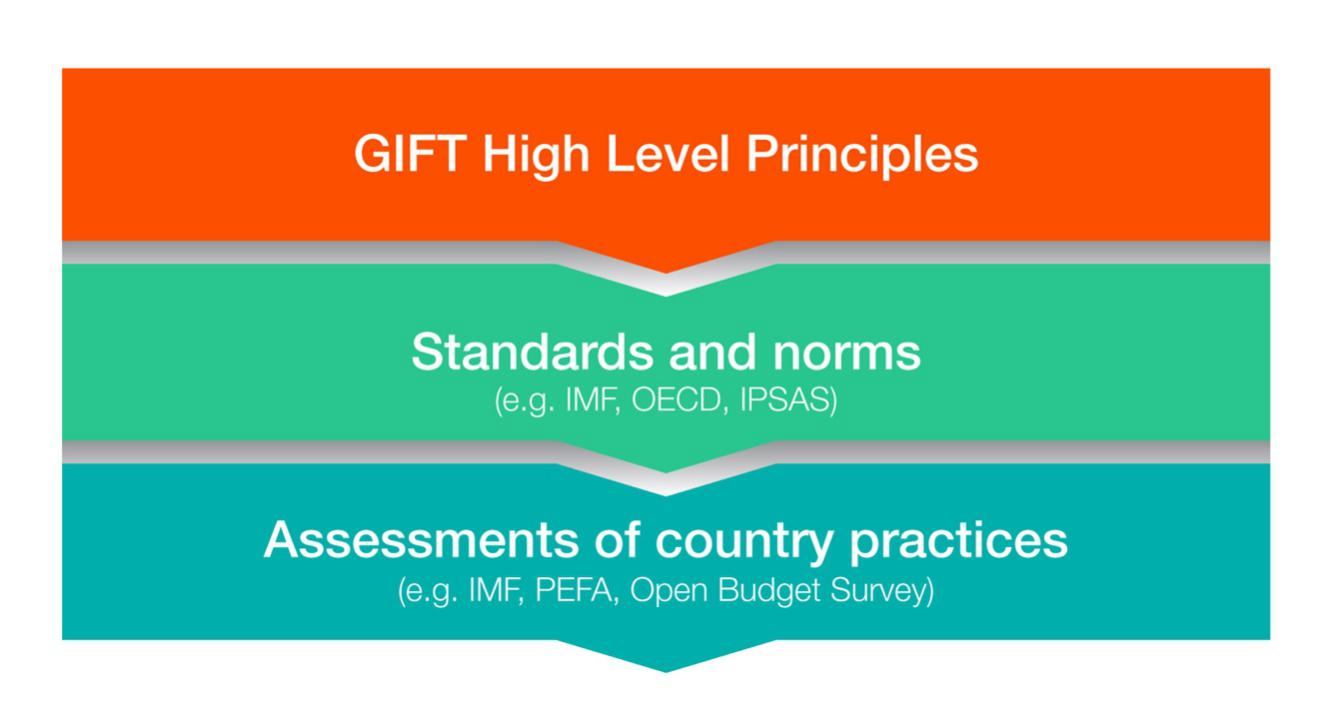 GIFT High Level Principles
Standards and norms
(e.g. IMF, OECD, IPSAS)
Assessments of country practices
(e.g. IMF, PEFA, Open Budget Survey)